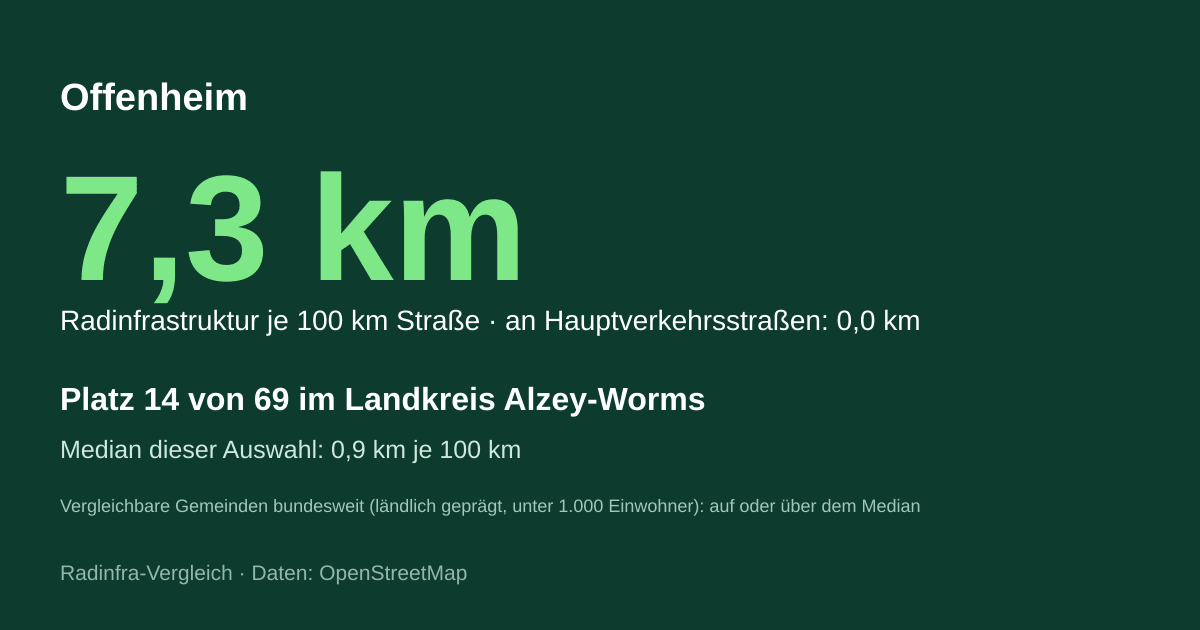 Offenheim
7,3 km
Radinfrastruktur je 100 km Straße · an Hauptverkehrsstraßen: 0,0 km
Platz 14 von 69 im Landkreis Alzey-Worms
Median dieser Auswahl: 0,9 km je 100 km
Vergleichbare Gemeinden bundesweit (ländlich geprägt, unter 1.000 Einwohner): auf oder über dem Median
Radinfra-Vergleich · Daten: OpenStreetMap